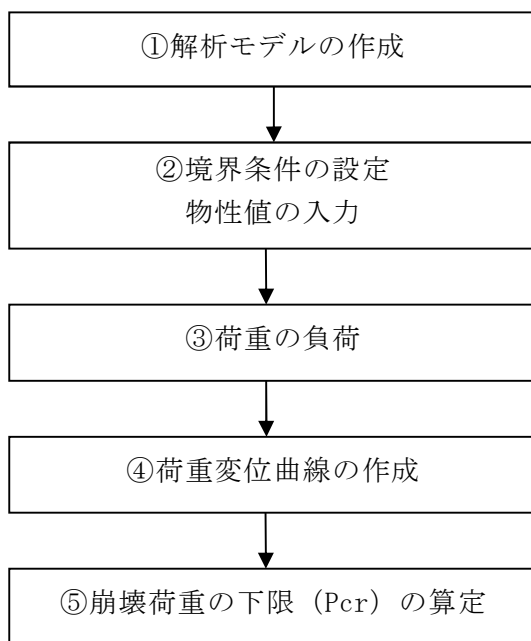 ①解析モデルの作成
②境界条件の設定
物性値の入力
③荷重の負荷
④荷重変位曲線の作成
⑤崩壊荷重の下限（Pcr）の算定